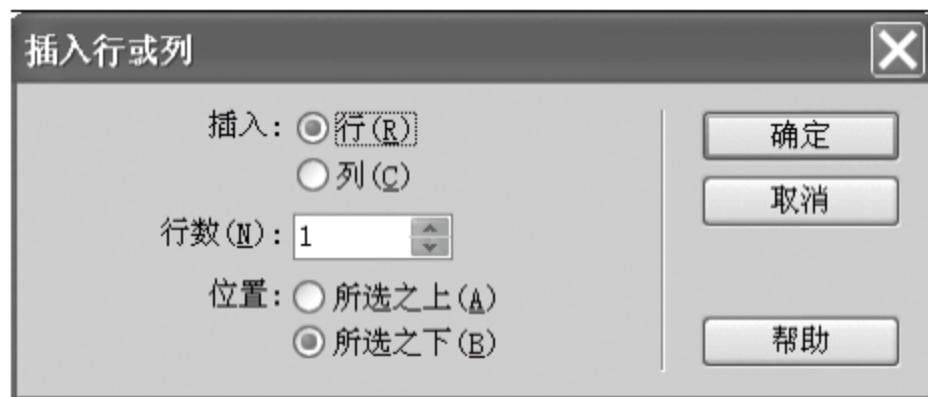 插入行或列
插入: 行(R)
列(C)
行数(N): 1
位置: 所选之上(A)
所选之下(B)
确定
取消
帮助